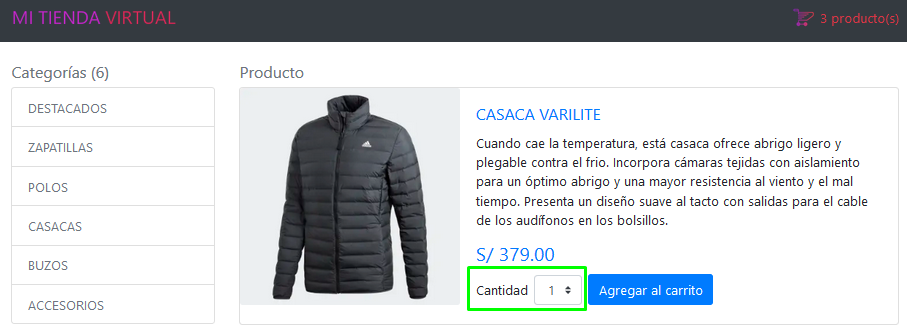 MI TIENDA VIRTUAL
3 producto(s)
Categorías (6)
DESTACADOS
ZAPATILLAS
POLOS
CASACAS
BUZOS
ACCESORIOS
Producto
adidas
CASACA VARILITE
Cuando cae la temperatura, está casaca ofrece abrigo ligero y
plegable contra el frio. Incorpora cámaras tejidas con aislamiento
para un óptimo abrigo y una mayor resistencia al viento y el mal
tiempo. Presenta un diseño suave al tacto con salidas para el cable
de los audífonos en los bolsillos.
S/ 379.00
Cantidad 1 Agregar al carrito